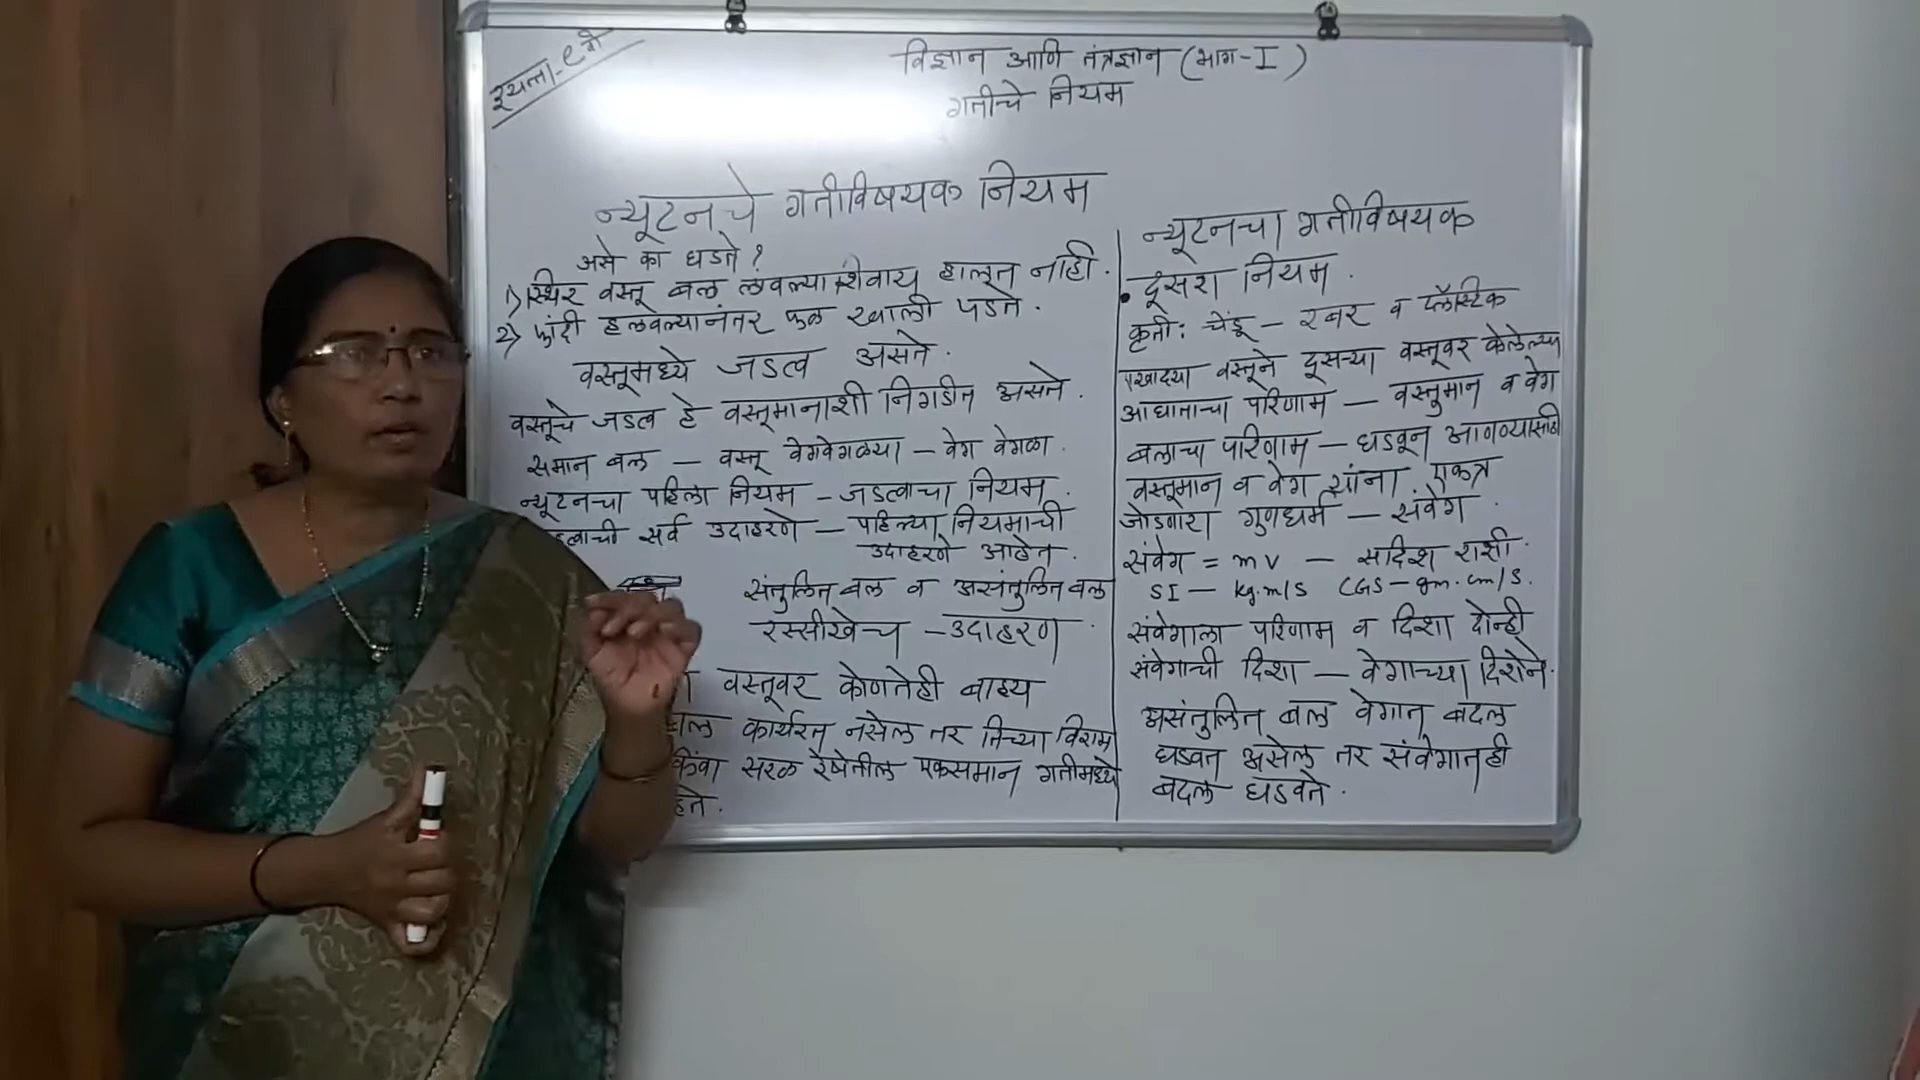 इयत्ता - ९ वी
विज्ञान आणि तंत्रज्ञान (भाग - I)
गतीचे नियम
न्यूटनचे गतीविषयक नियम
असे का घडते?
1) स्थिर वस्तू बल लावल्याशिवाय हालत नाही.
2) फांदी हलवल्यानंतर फळ खाली पडते.
वस्तूमध्ये जडत्व असते.
वस्तूचे जडत्व हे वस्तूमानाशी निगडीत असते.
समान बल – वस्तू वेगवेगळ्या – वेग वेगळा.
न्यूटनचा पहिला नियम – जडत्वाचा नियम.
सर्व उदाहरणे – पहिल्या नियमाची
उदाहरणे आहेत.
संतुलित बल व असंतुलित बल
रस्सीखेच – उदाहरण.
वस्तूवर कोणतेही बाह्य
बल कार्यरत नसेल तर तिच्या विराम
किंवा सरळ रेषेतील एकसमान गतीमध्ये
न्यूटनचा गतीविषयक
• दूसरा नियम.
कृती: चेंडू – रबर व प्लॅस्टिक
एखादया वस्तूने दूसऱ्या वस्तूवर केलेल्या
आघाताचा परिणाम – वस्तुमान व वेग
बलाचा परिणाम – घडवून आणण्यासाठी
वस्तूमान व वेग यांना एकत्र
जोडणारा गुणधर्म – संवेग.
संवेग = mv – सदिश राशी.
SI – kg.m/s CGS – gm.cm/s.
संवेगाला परिणाम व दिशा दोन्ही
संवेगाची दिशा – वेगाच्या दिशेने.
असंतुलित बल वेगात बदल
घडवत असेल तर संवेगातही
बदल घडवते.